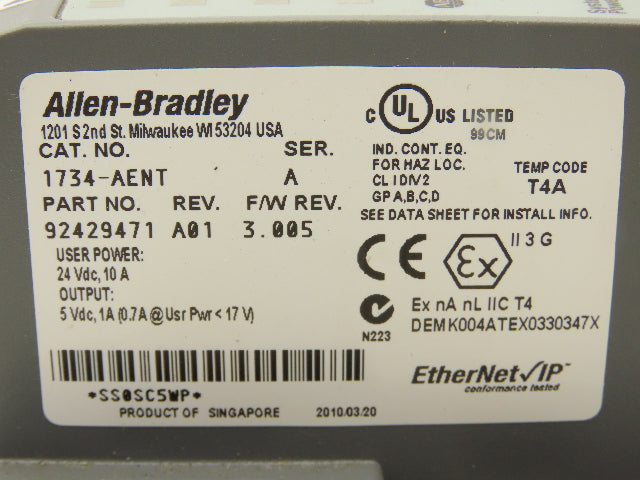 Allen-Bradley
1201 S 2nd St. Milwaukee WI 53204 USA
CAT. NO. SER.
1734-AENT A
PART NO. REV. F/W REV.
92429471 A01 3.005
USER POWER:
24 Vdc, 10 A
OUTPUT:
5 Vdc, 1A (0.7A @ Usr Pwr < 17 V)
*SS0SC5WP*
PRODUCT OF SINGAPORE 2010.03.20
C UL US LISTED
99CM
IND. CONT. EQ.
FOR HAZ LOC.
CL I DIV2
GP A,B,C,D
TEMP CODE
T4A
SEE DATA SHEET FOR INSTALL INFO.
CE Ex II 3 G
N223
Ex nA nL IIC T4
DEMK004ATEX0330347X
EtherNet/IP™
conformance tested